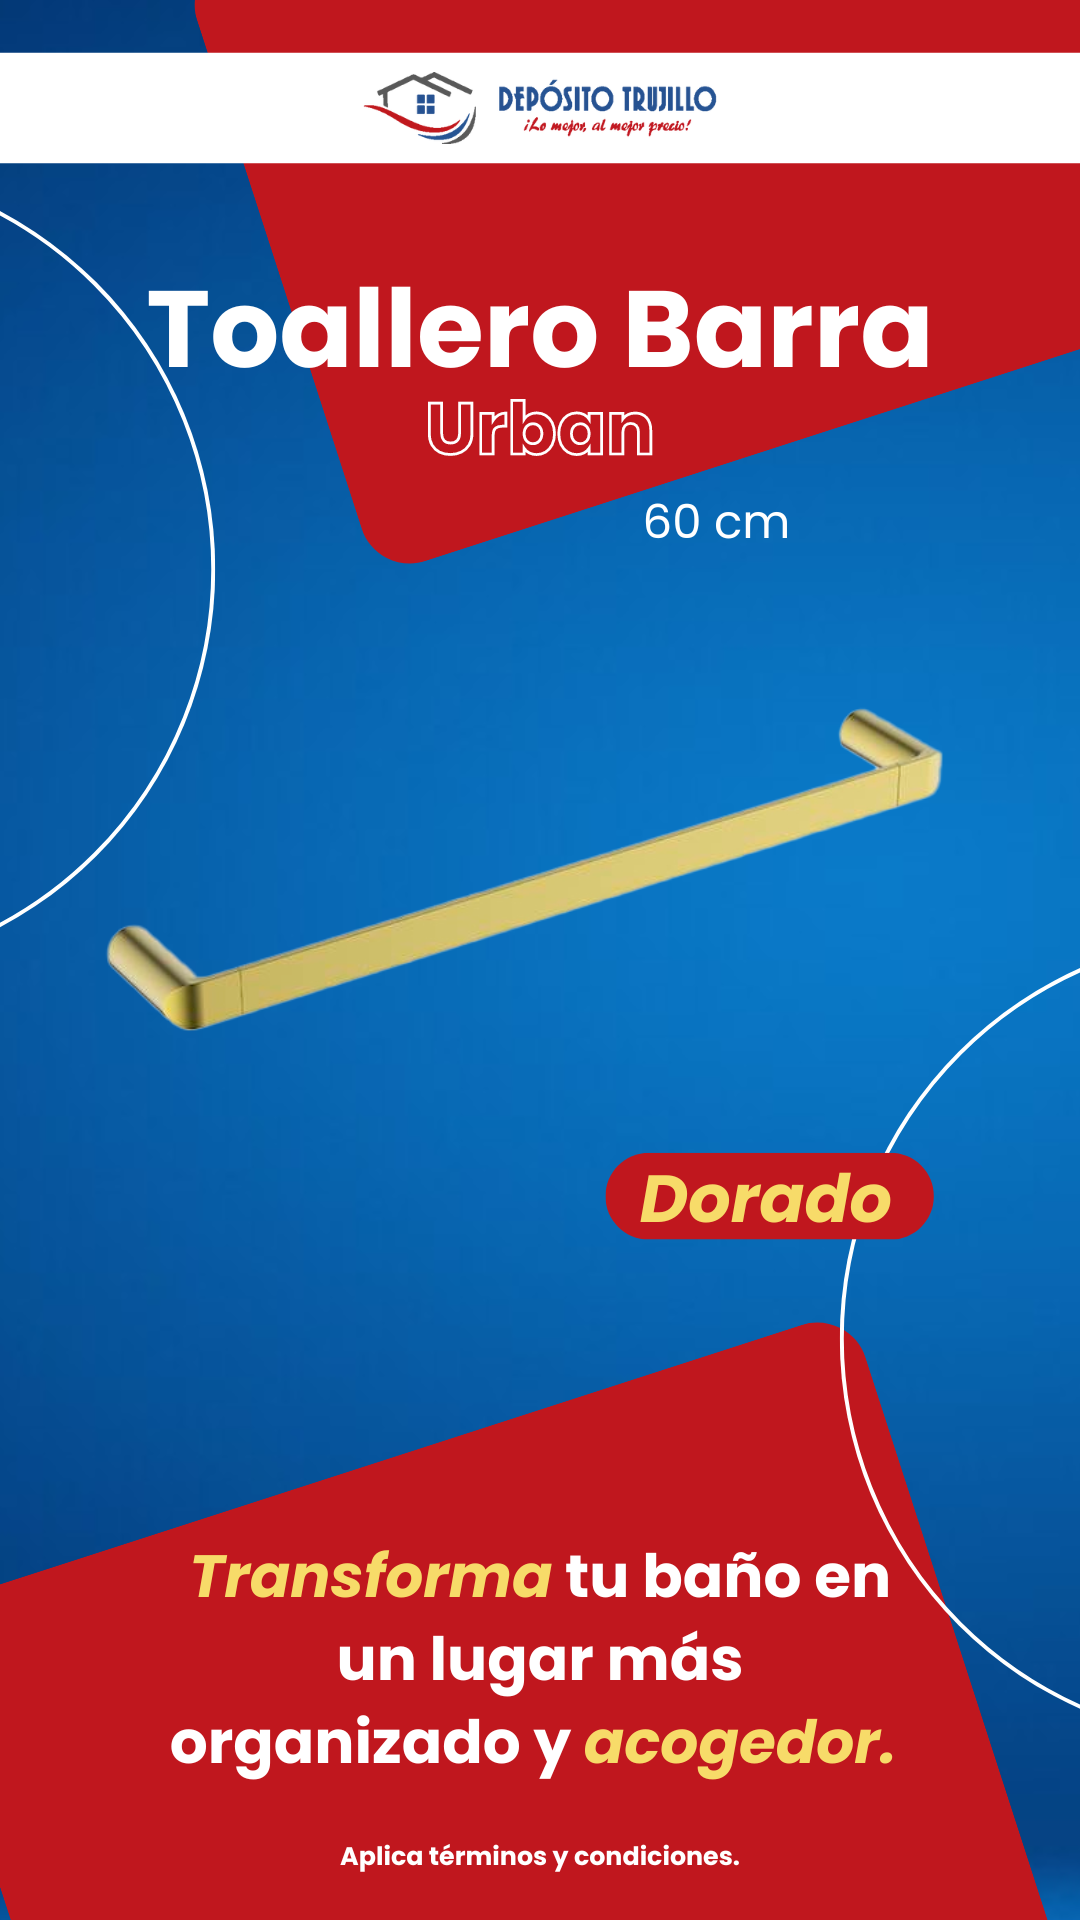 DEPÓSITO TRUJILLO
¡Lo mejor, al mejor precio!
Toallero Barra
Urban
60 cm
Dorado
Transforma tu baño en
un lugar más
organizado y acogedor.
Aplica términos y condiciones.